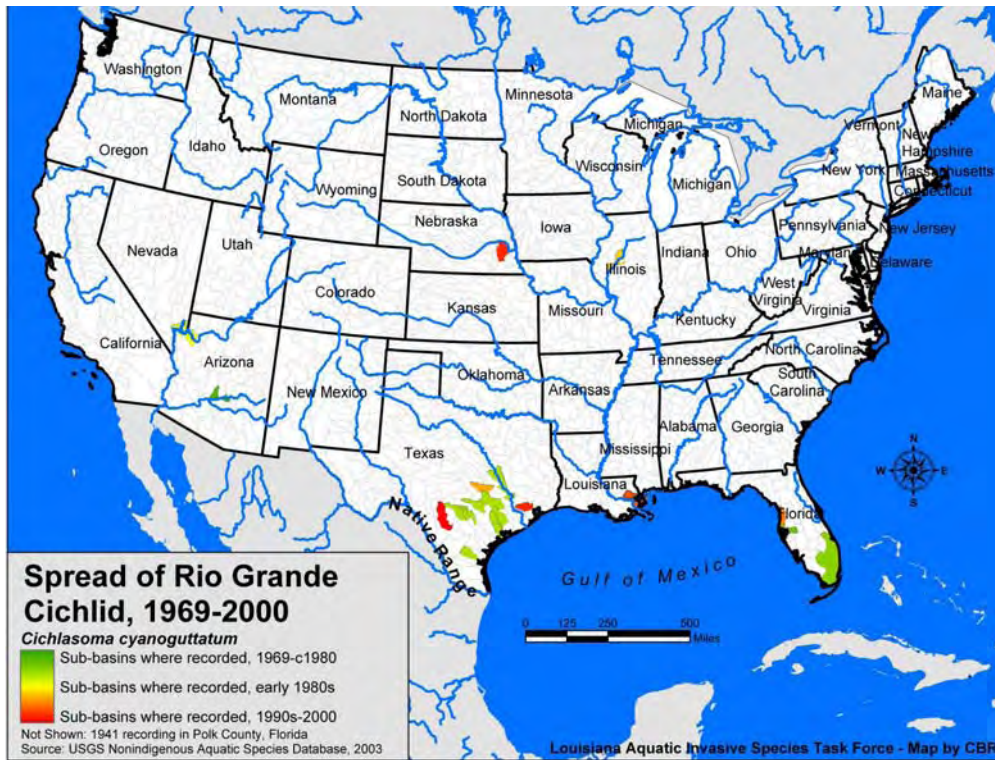 Washington
Montana
North Dakota
Minnesota
Maine
Michigan
Vermont
New
Hampshire
Oregon
Idaho
Wisconsin
Michigan
New York
Massachusetts
Connecticut
Wyoming
South Dakota
Nebraska
Iowa
Pennsylvania
New Jersey
Nevada
Utah
Illinois
Indiana
Ohio
Maryland
Delaware
Colorado
Kansas
Missouri
West
Virginia
Virginia
Kentucky
California
Arizona
New Mexico
Oklahoma
Arkansas
Tennessee
North Carolina
South
Carolina
Texas
Mississippi
Alabama
Georgia
Louisiana
Florida
N
W
E
S
Native Range
Gulf of Mexico
0 125 250 500
Miles
Spread of Rio Grande
Cichlid, 1969-2000
Cichlasoma cyanoguttatum
Sub-basins where recorded, 1969-c1980
Sub-basins where recorded, early 1980s
Sub-basins where recorded, 1990s-2000
Not Shown: 1941 recording in Polk County, Florida
Source: USGS Nonindigenous Aquatic Species Database, 2003
Louisiana Aquatic Invasive Species Task Force - Map by CBR